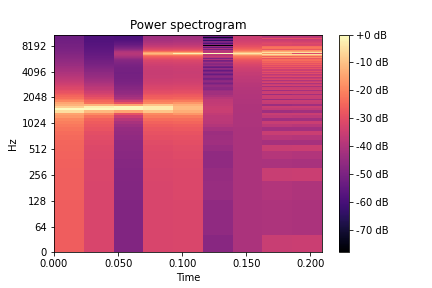 Power spectrogram
8192
4096
2048
1024
512
256
128
64
0
Hz
0.000 0.050 0.100 0.150 0.200
Time
+0 dB
-10 dB
-20 dB
-30 dB
-40 dB
-50 dB
-60 dB
-70 dB